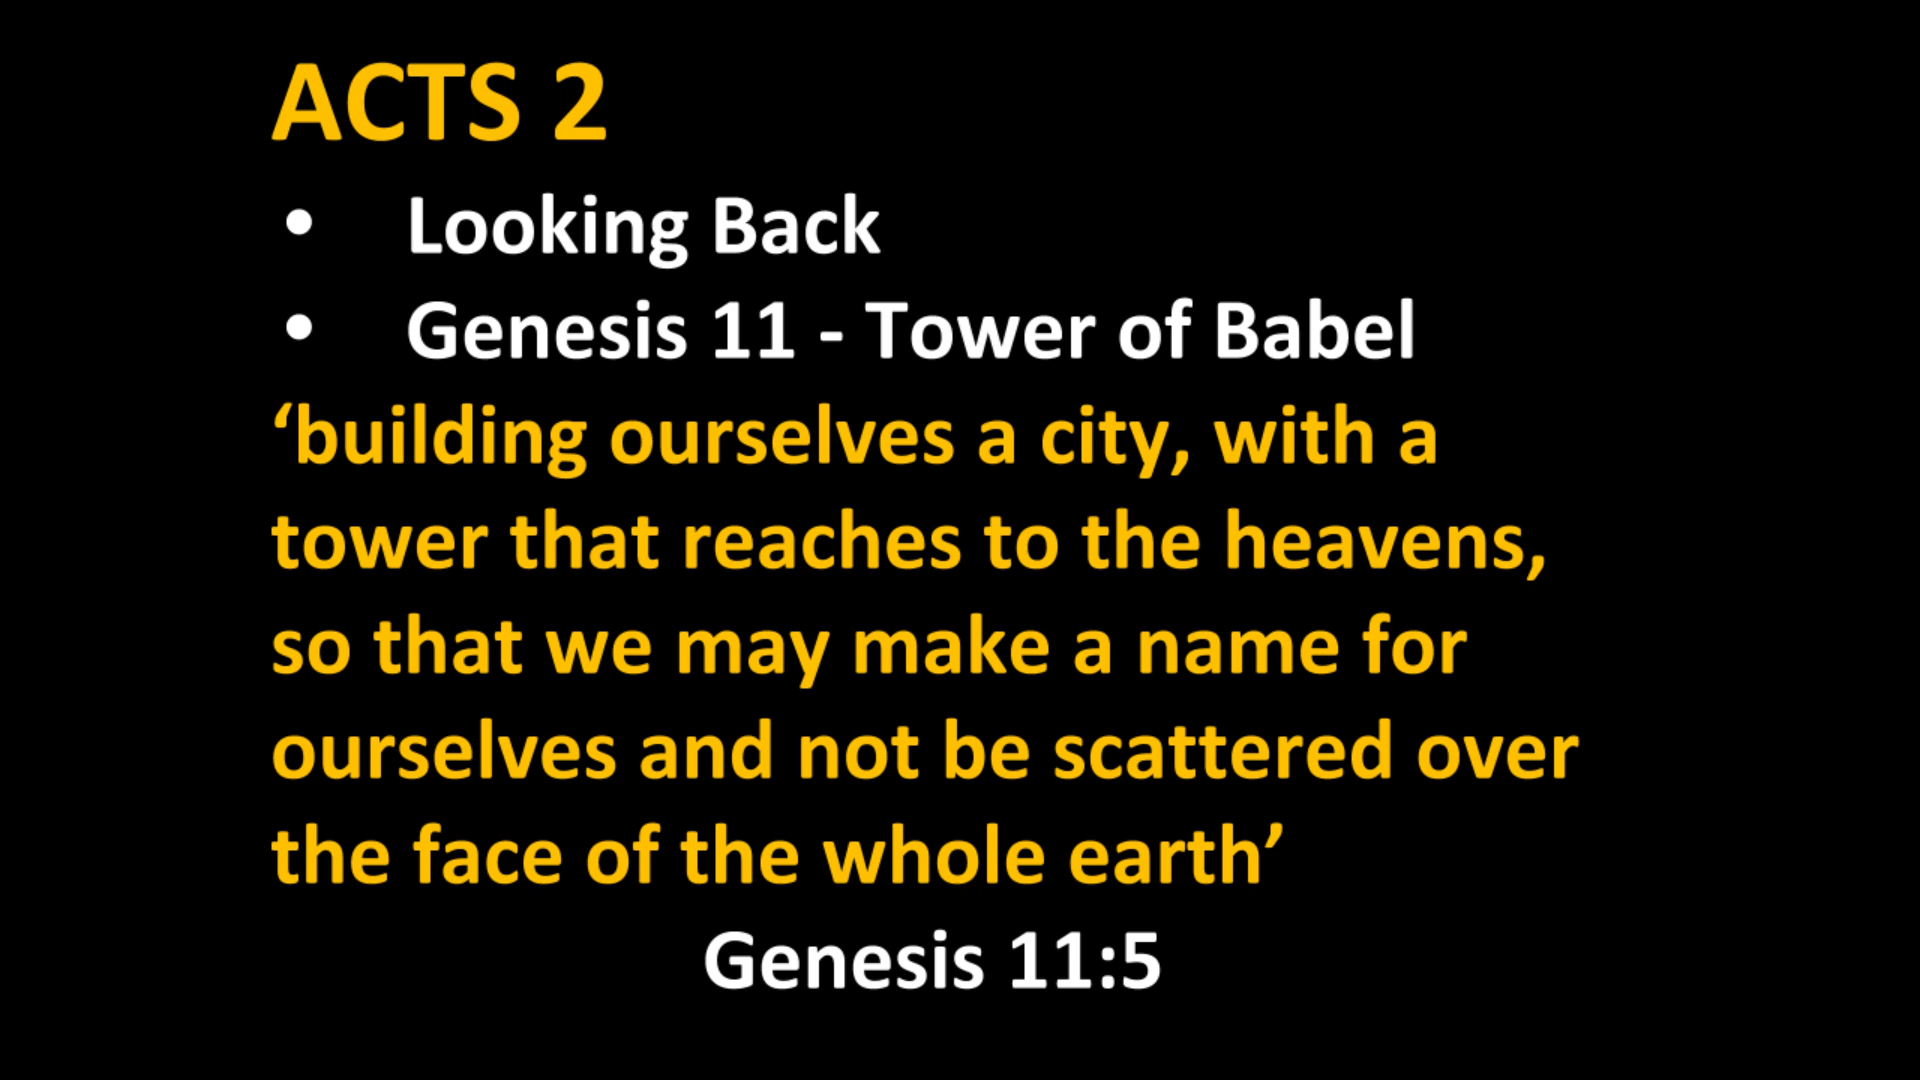 ACTS 2
• Looking Back
• Genesis 11 - Tower of Babel
‘building ourselves a city, with a
tower that reaches to the heavens,
so that we may make a name for
ourselves and not be scattered over
the face of the whole earth’
Genesis 11:5